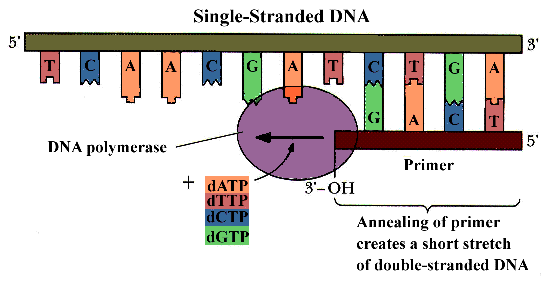 Single-Stranded DNA
5' 3'
T C A A C G A T C T G A
G A C T
5'
DNA polymerase
Primer
+
dATP
dTTP
dCTP
dGTP
3'–OH
Annealing of primer
creates a short stretch
of double-stranded DNA